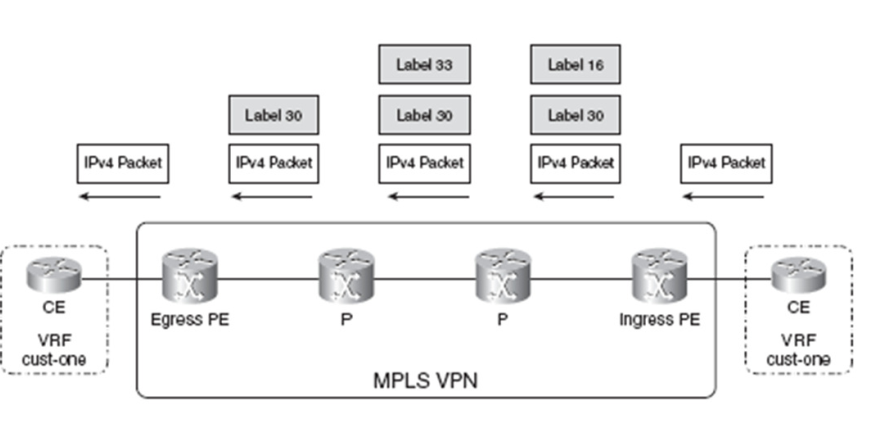 Label 33
Label 16
Label 30
Label 30
Label 30
IPv4 Packet
IPv4 Packet
IPv4 Packet
IPv4 Packet
IPv4 Packet
CE
Egress PE
P
P
Ingress PE
CE
VRF
cust-one
VRF
cust-one
MPLS VPN